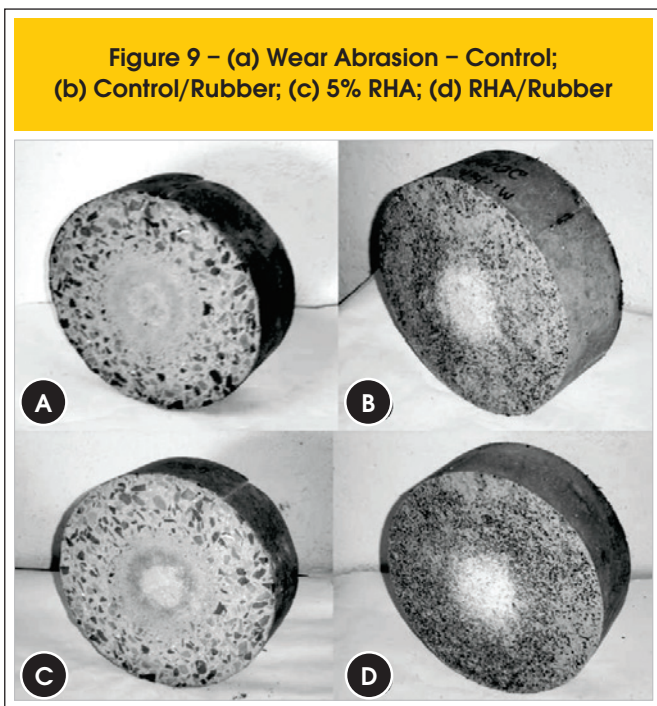 Figure 9 – (a) Wear Abrasion – Control;
(b) Control/Rubber; (c) 5% RHA; (d) RHA/Rubber
A
B
C
D